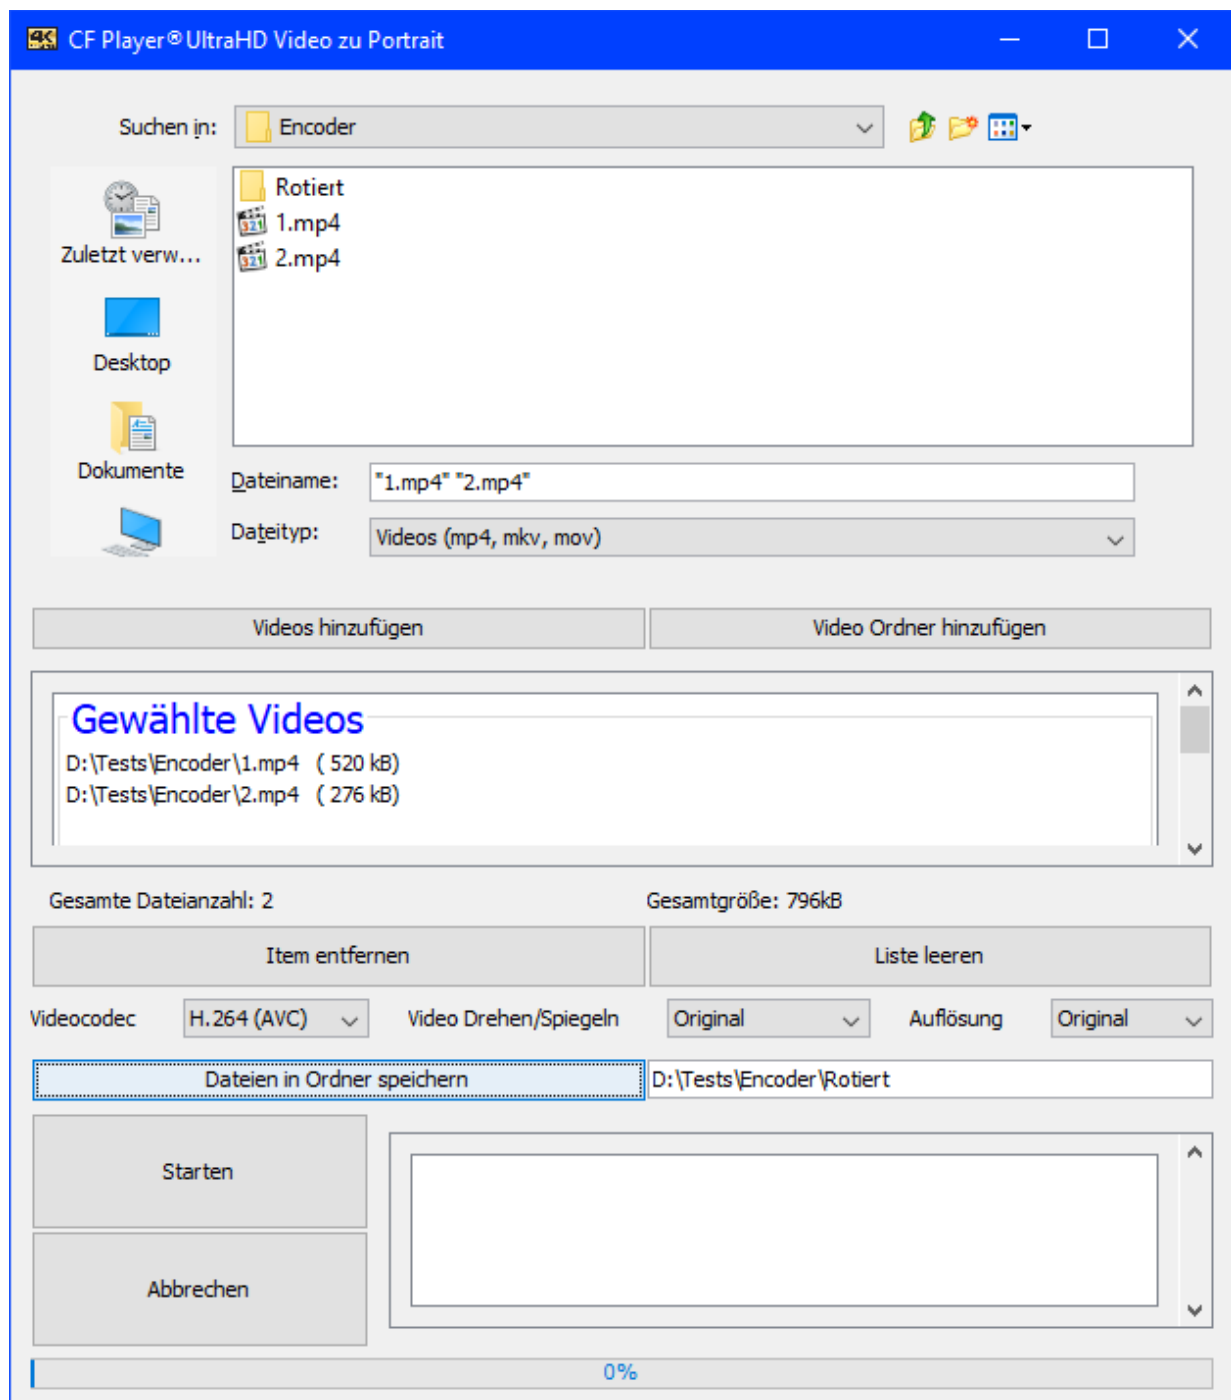 CF Player® UltraHD Video zu Portrait
Suchen in: Encoder
Rotiert
1.mp4
2.mp4
Zuletzt verw...
Desktop
Dokumente
Dateiname: "1.mp4" "2.mp4"
Dateityp: Videos (mp4, mkv, mov)
Videos hinzufügen Video Ordner hinzufügen
Gewählte Videos
D:\Tests\Encoder\1.mp4 ( 520 kB)
D:\Tests\Encoder\2.mp4 ( 276 kB)
Gesamte Dateianzahl: 2 Gesamtgröße: 796kB
Item entfernen Liste leeren
Videocodec H.264 (AVC) Video Drehen/Spiegeln Original Auflösung Original
Dateien in Ordner speichern D:\Tests\Encoder\Rotiert
Starten
Abbrechen
0%